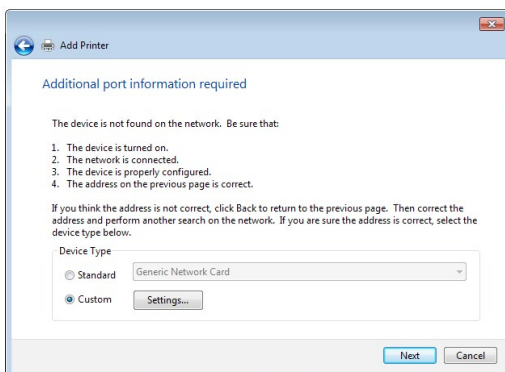 Add Printer
Additional port information required
The device is not found on the network.  Be sure that:
1.  The device is turned on.
2.  The network is connected.
3.  The device is properly configured.
4.  The address on the previous page is correct.
If you think the address is not correct, click Back to return to the previous page.  Then correct the
address and perform another search on the network.  If you are sure the address is correct, select the
device type below.
Device Type
Standard
Generic Network Card
Custom
Settings...
Next
Cancel